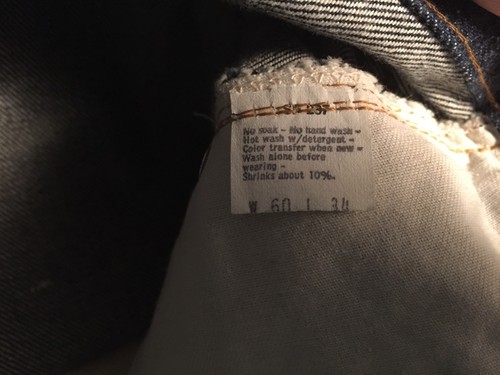 No soak - No hand wash -
Hot wash w/detergent -
Color transfer when new -
Wash alone before
wearing -
Shrinks about 10%.
W 60 L 34